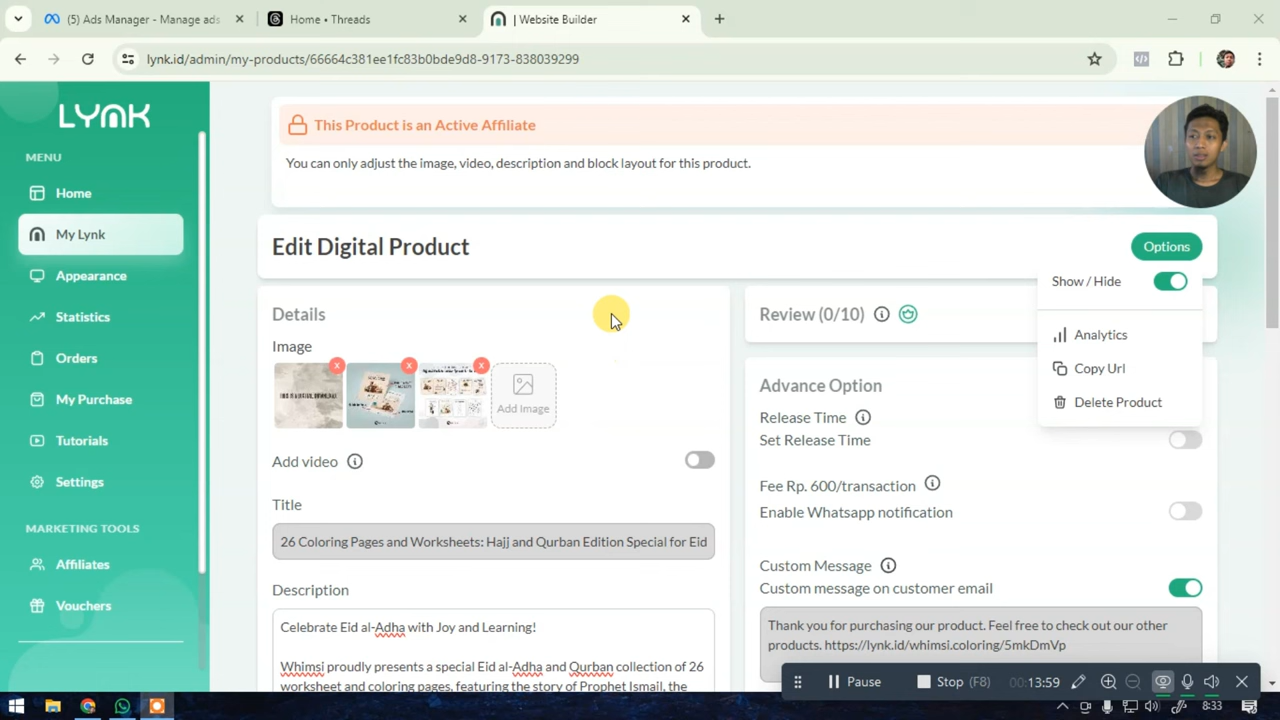 (5) Ads Manager - Manage ads
Home • Threads
| Website Builder
lynk.id/admin/my-products/66664c381ee1fc83b0bde9d8-9173-838039299
LYNK
MENU
Home
My Lynk
Appearance
Statistics
Orders
My Purchase
Tutorials
Settings
MARKETING TOOLS
Affiliates
Vouchers
This Product is an Active Affiliate
You can only adjust the image, video, description and block layout for this product.
Edit Digital Product
Options
Show / Hide
Analytics
Copy Url
Delete Product
Details
Image
THIS IS A DIGITAL DOWNLOAD
Add Image
Add video
Title
26 Coloring Pages and Worksheets: Hajj and Qurban Edition Special for Eid
Description
Celebrate Eid al-Adha with Joy and Learning!
Whimsi proudly presents a special Eid al-Adha and Qurban collection of 26
worksheet and coloring pages, featuring the story of Prophet Ismail, the
Review (0/10)
Advance Option
Release Time
Set Release Time
Fee Rp. 600/transaction
Enable Whatsapp notification
Custom Message
Custom message on customer email
Thank you for purchasing our product. Feel free to check out our other
products. https://lynk.id/whimsi.coloring/5mkDmVp
Pause
Stop (F8)
00:13:59
8:33